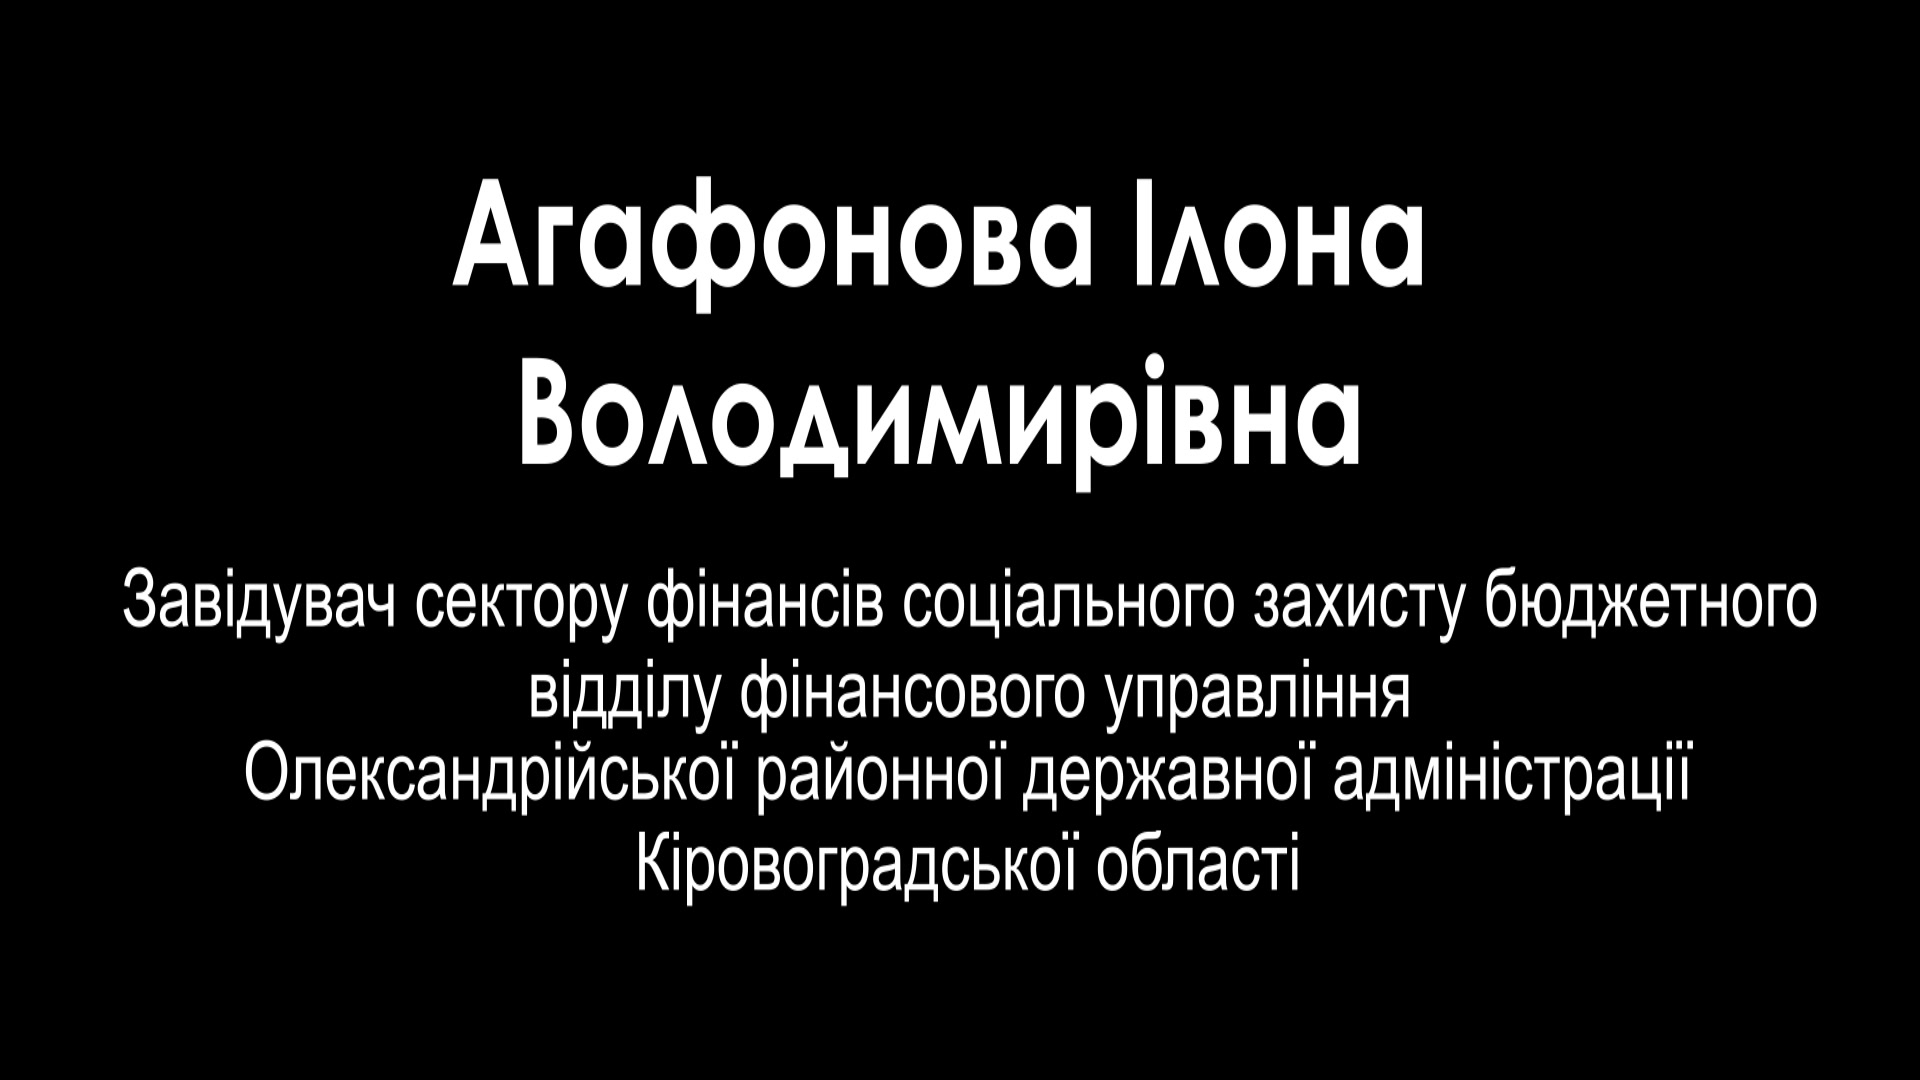 Агафонова Ілона
Володимирівна
Завідувач сектору фінансів соціального захисту бюджетного
відділу фінансового управління
Олександрійської районної державної адміністрації
Кіровоградської області